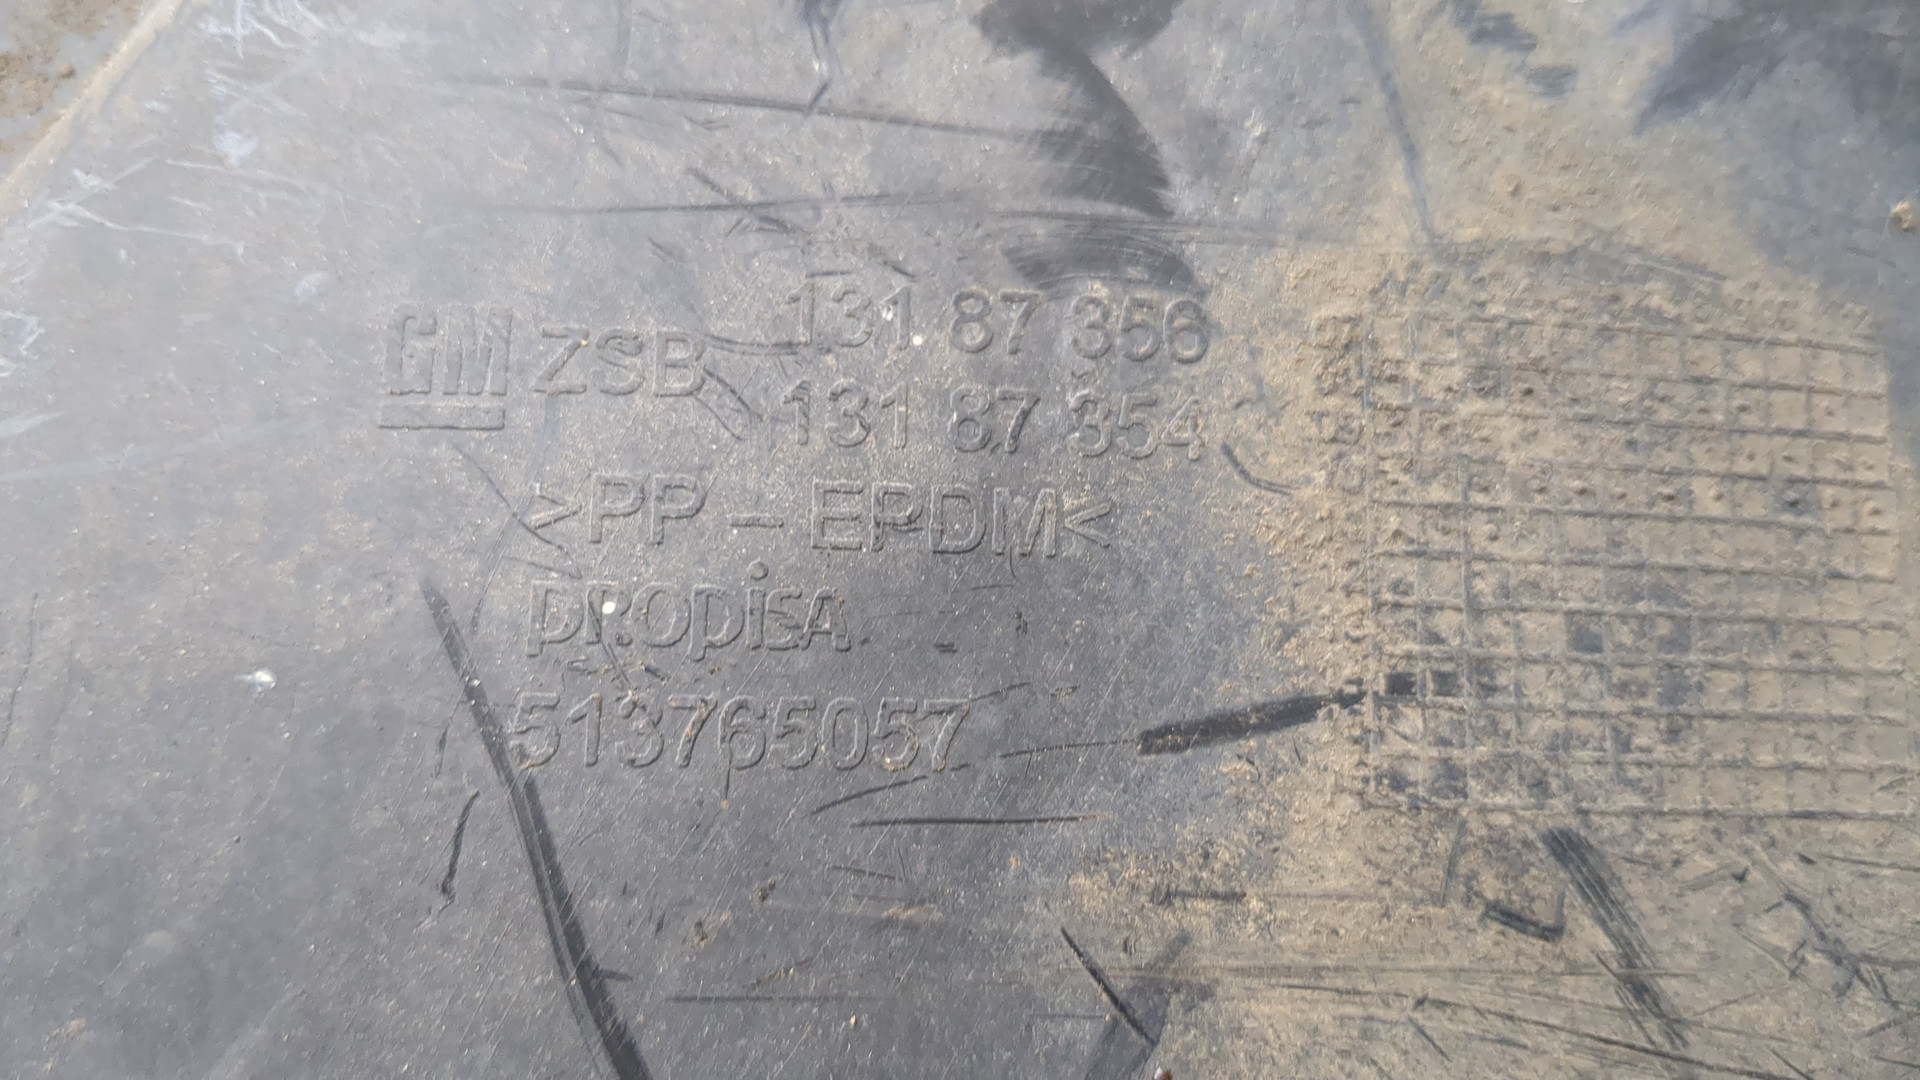 GM ZSB 131 87 356
131 87 354
>PP-EPDM<
PROpisA
513765057